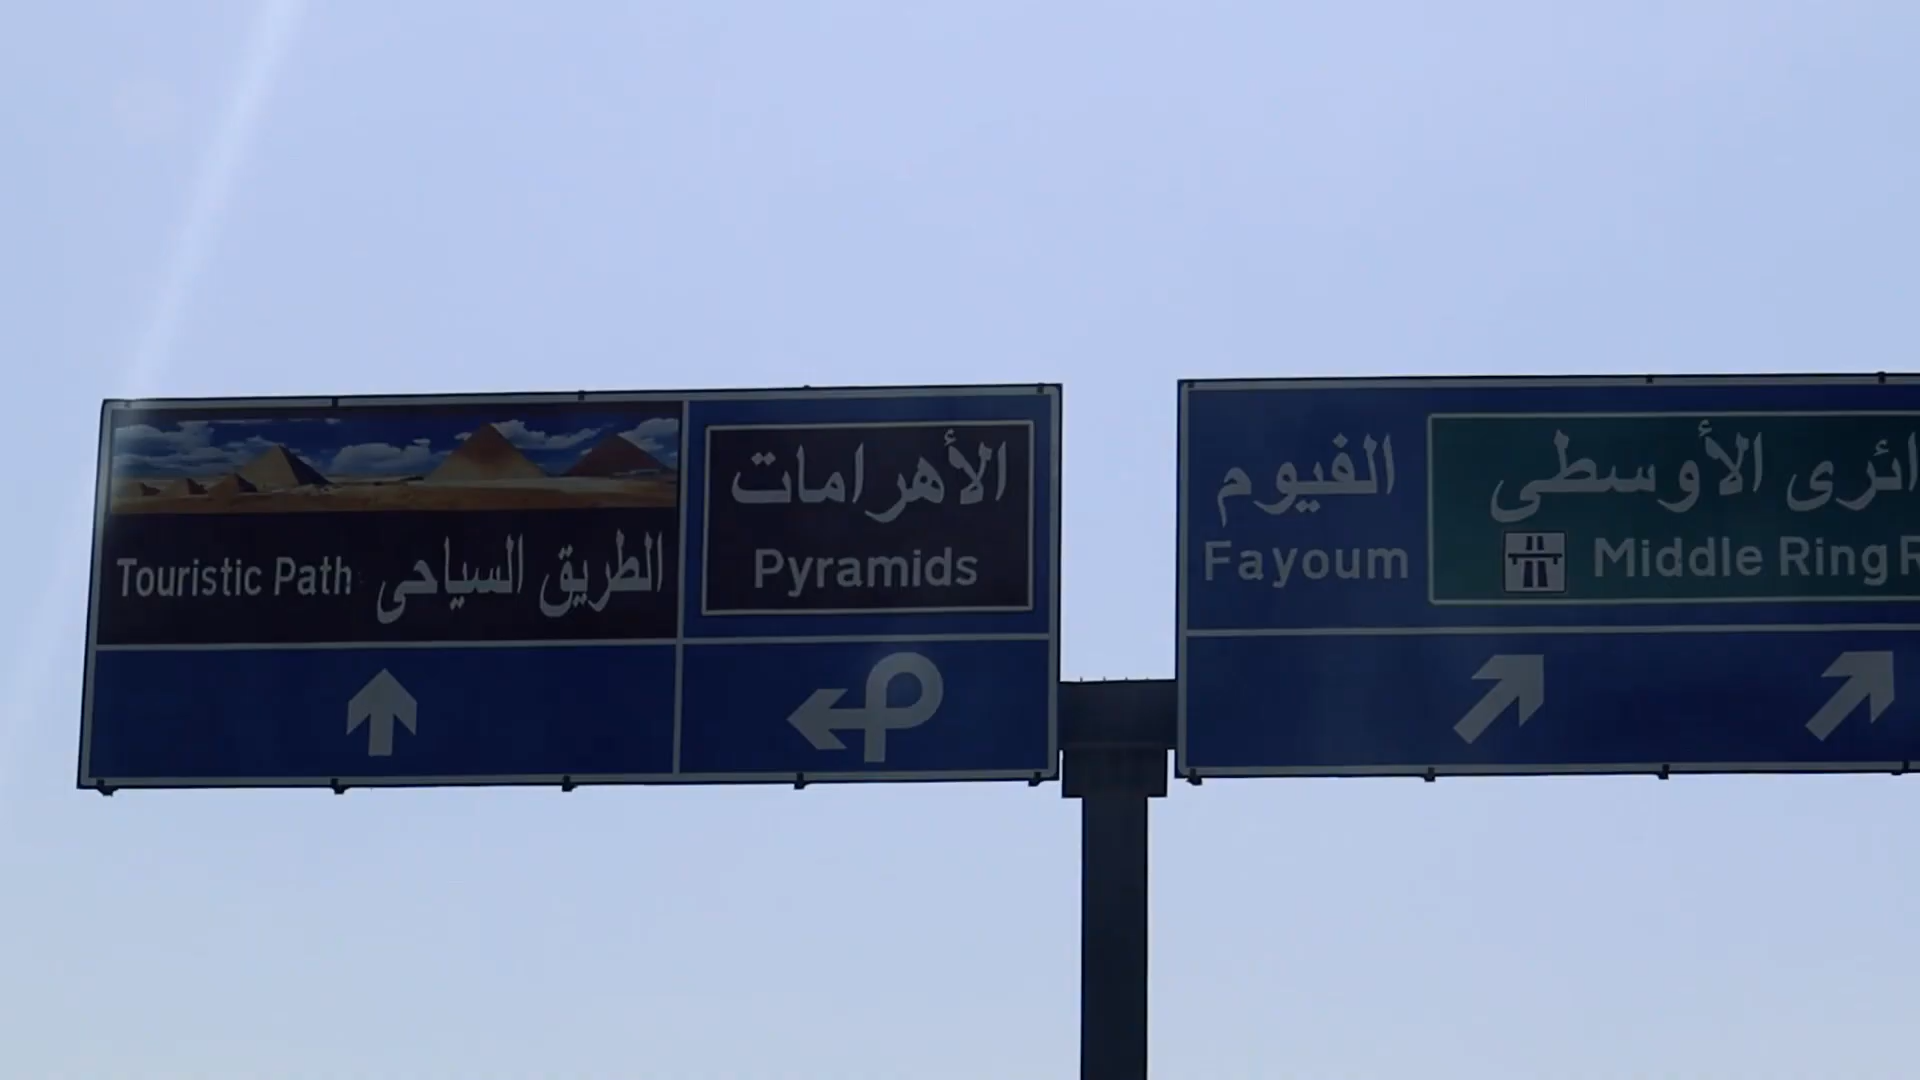 Touristic Path الطريق السياحى
الأهرامات
Pyramids
الفيوم
Fayoum
الأوسطى
Middle Ring